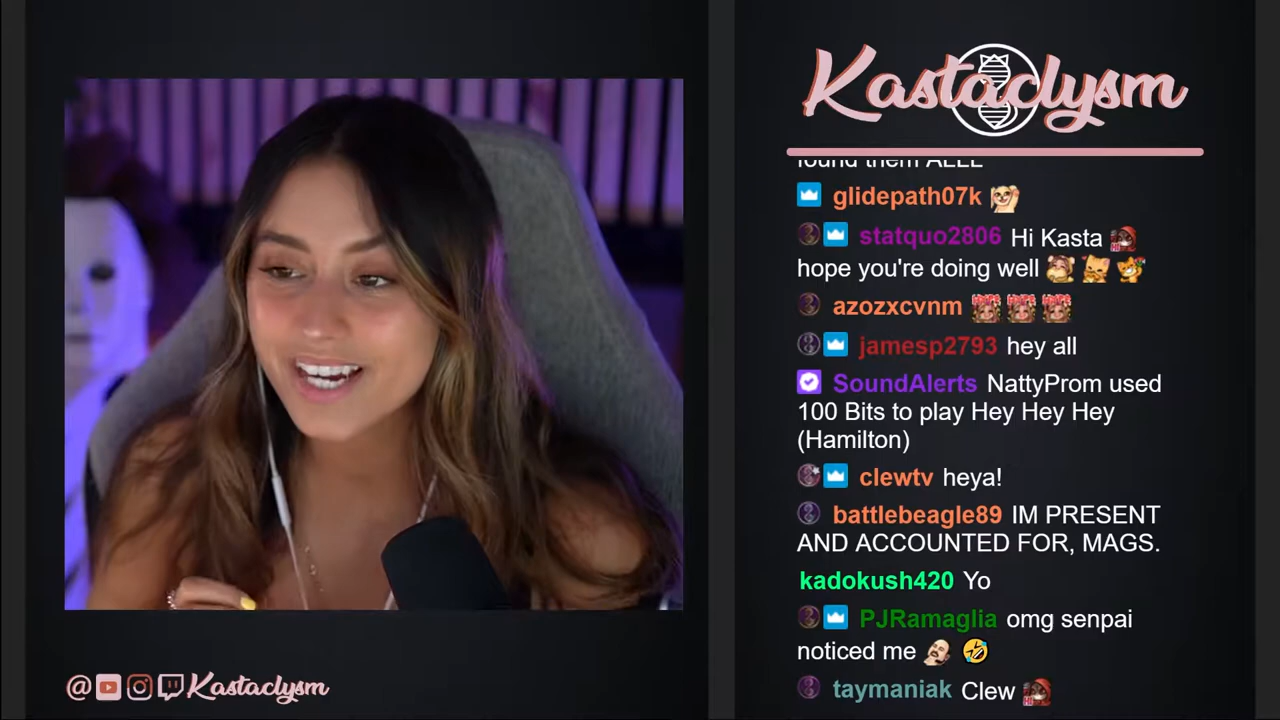 Kastaclysm
found them ALL
glidepath07k
statquo2806 Hi Kasta
hope you're doing well
azozxcvnm
jamesp2793 hey all
SoundAlerts NattyProm used
100 Bits to play Hey Hey Hey
(Hamilton)
clewtv heya!
battlebeagle89 IM PRESENT
AND ACCOUNTED FOR, MAGS.
kadokush420 Yo
PJRamaglia omg senpai
noticed me
taymaniak Clew
@ Kastaclysm